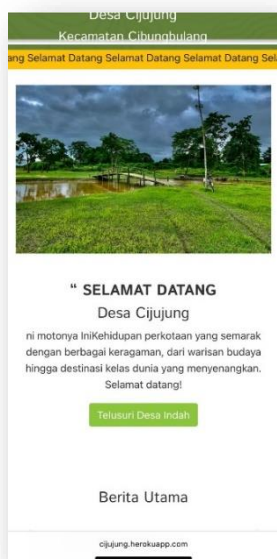 Desa Cijujung
Kecamatan Cibungbulang
ang Selamat Datang Selamat Datang Selamat Datang Sel
“ SELAMAT DATANG
Desa Cijujung
ni motonya IniKehidupan perkotaan yang semarak
dengan berbagai keragaman, dari warisan budaya
hingga destinasi kelas dunia yang menyenangkan.
Selamat datang!
Telusuri Desa Indah
Berita Utama
cijujung.herokuapp.com